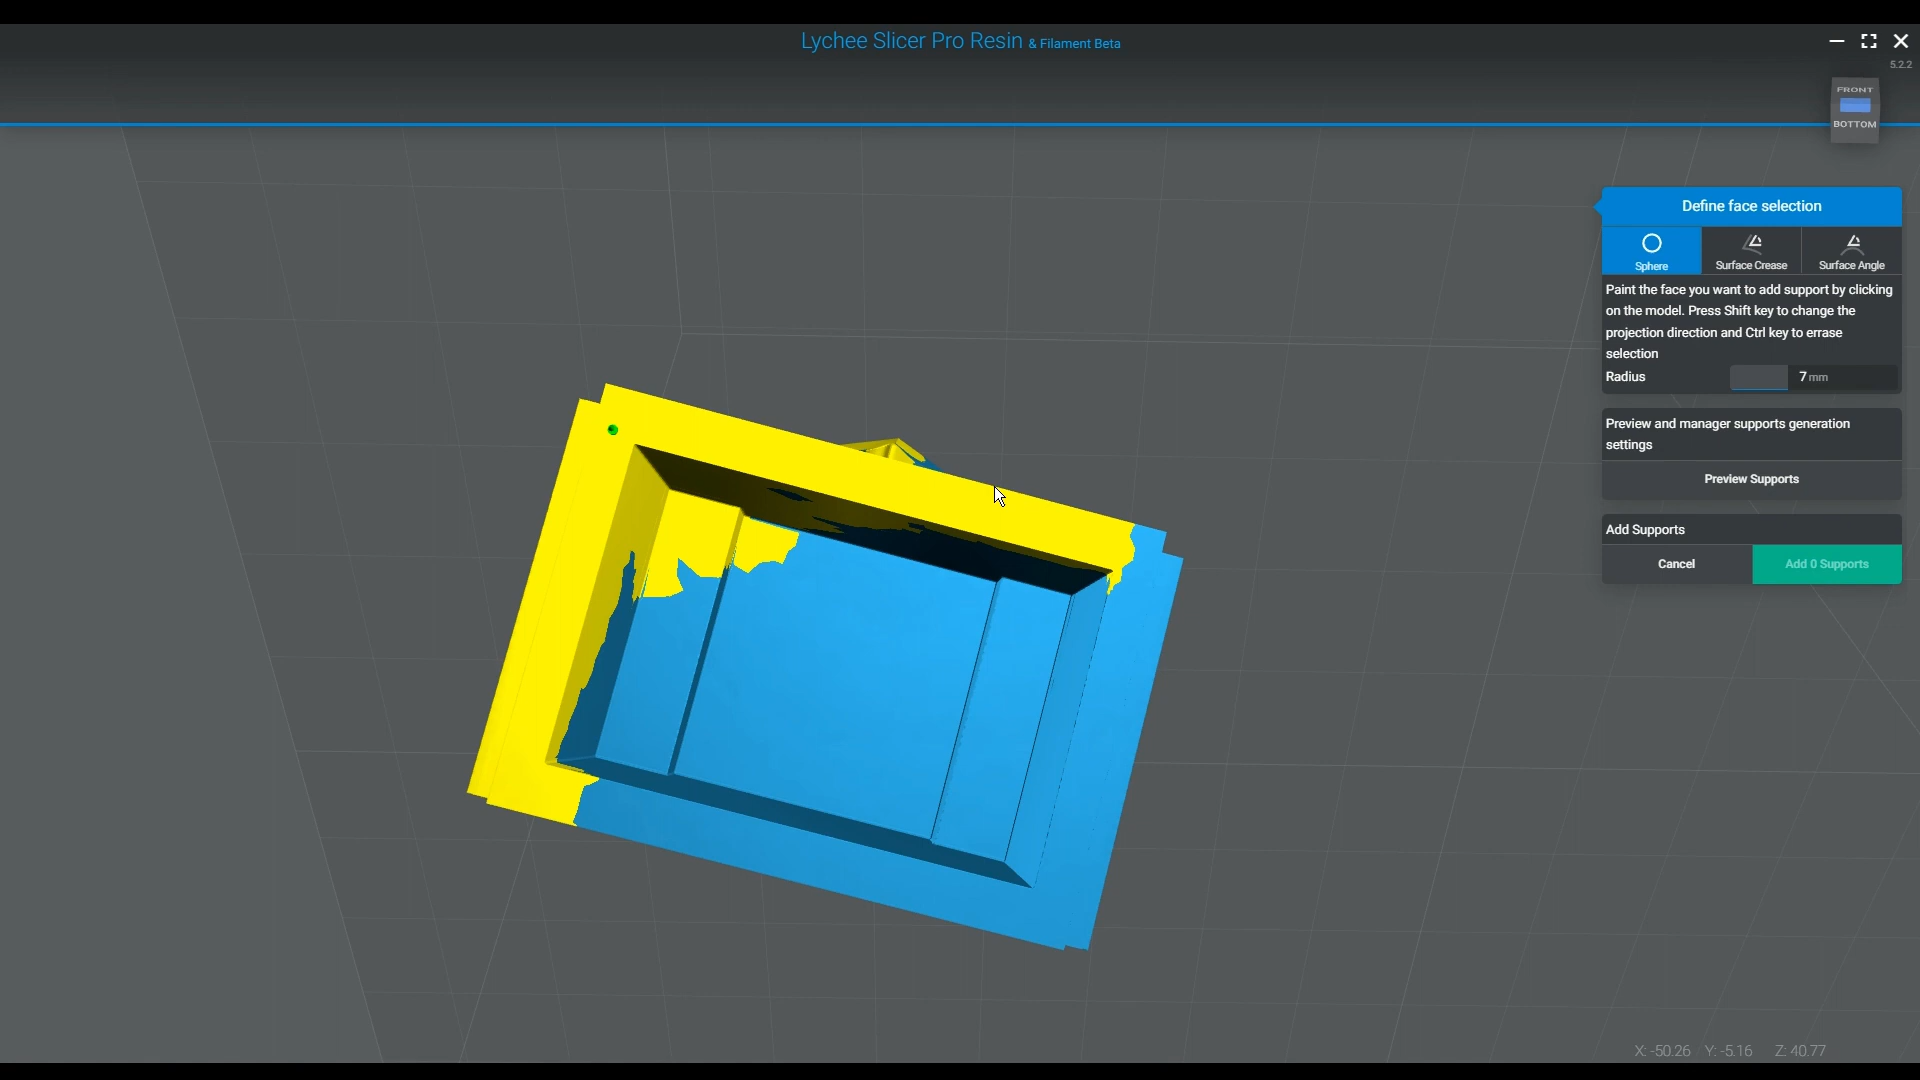 Lychee Slicer Pro Resin & Filament Beta
5.2.2
FRONT
BOTTOM
Define face selection
Sphere
Surface Crease
Surface Angle
Paint the face you want to add support by clicking
on the model. Press Shift key to change the
projection direction and Ctrl key to errase
selection
Radius 7 mm
Preview and manager supports generation
settings
Preview Supports
Add Supports
Cancel
Add 0 Supports
X: -50.26 Y: -5.16 Z: 40.77